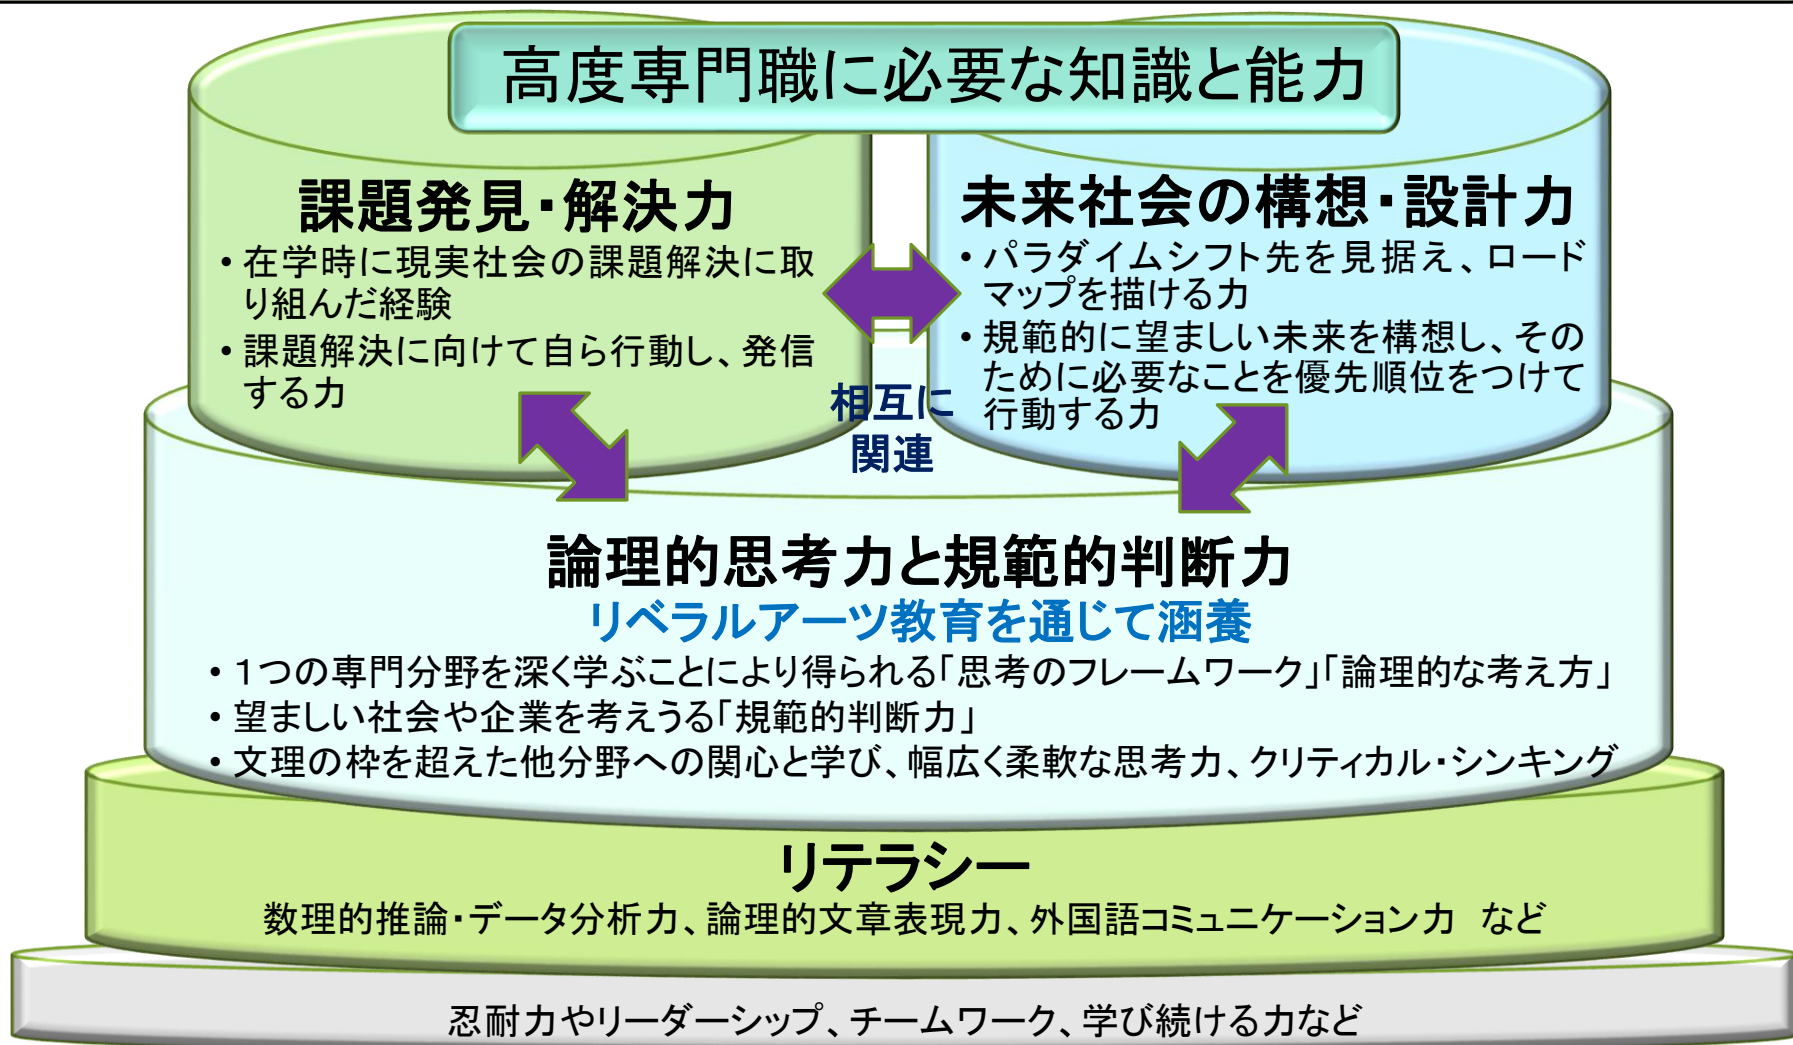 高度専門職に必要な知識と能力
課題発見・解決力
・在学時に現実社会の課題解決に取
り組んだ経験
・課題解決に向けて自ら行動し、発信
する力
未来社会の構想・設計力
・パラダイムシフト先を見据え、ロード
マップを描ける力
・規範的に望ましい未来を構想し、その
ために必要なことを優先順位をつけて
行動する力
相互に
関連
論理的思考力と規範的判断力
リベラルアーツ教育を通じて涵養
・１つの専門分野を深く学ぶことにより得られる「思考のフレームワーク」「論理的な考え方」
・望ましい社会や企業を考えうる「規範的判断力」
・文理の枠を超えた他分野への関心と学び、幅広く柔軟な思考力、クリティカル・シンキング
リテラシー
数理的推論・データ分析力、論理的文章表現力、外国語コミュニケーション力　など
忍耐力やリーダーシップ、チームワーク、学び続ける力など